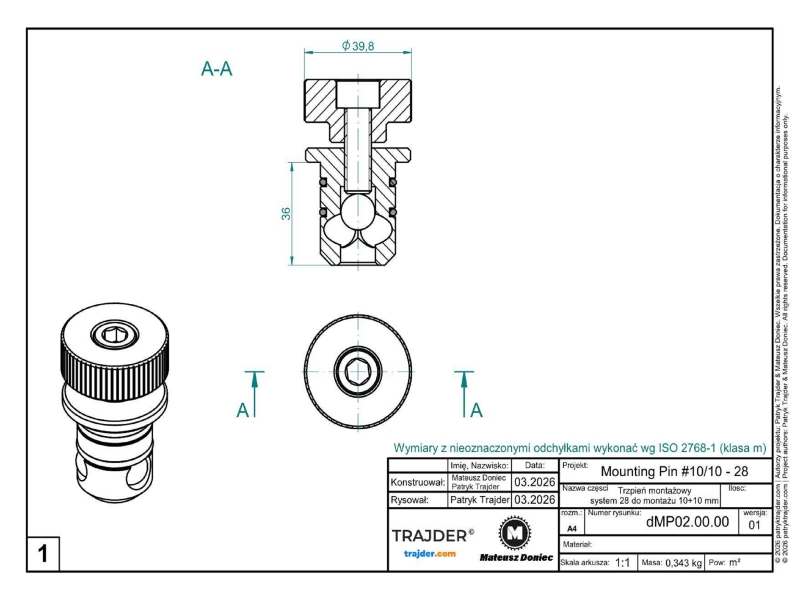 A-A
⌀39,8
36
A
A
Wymiary z nieoznaczonymi odchyłkami wykonać wg ISO 2768-1 (klasa m)
Imię, Nazwisko:
Data:
Konstruował:
Mateusz Doniec
Patryk Trajder
03.2026
Rysował:
Patryk Trajder
03.2026
Projekt:
Mounting Pin #10/10 - 28
Nazwa części
Trzpień montażowy
system 28 do montażu 10+10 mm
Ilosc:
rozm.:
A4
Numer rysunku:
dMP02.00.00
wersja:
01
Materiał:
Skala arkusza: 1:1
Masa: 0,343 kg
Pow: m²
TRAJDER©
trajder.com
M
Mateusz Doniec
1
© 2026 patryktrajder.com | Autorzy projektu: Patryk Trajder & Mateusz Doniec. Wszelkie prawa zastrzeżone. Dokumentacja o charakterze informacyjnym.
© 2026 patryktrajder.com | Project authors: Patryk Trajder & Mateusz Doniec. All rights reserved. Documentation for informational purposes only.